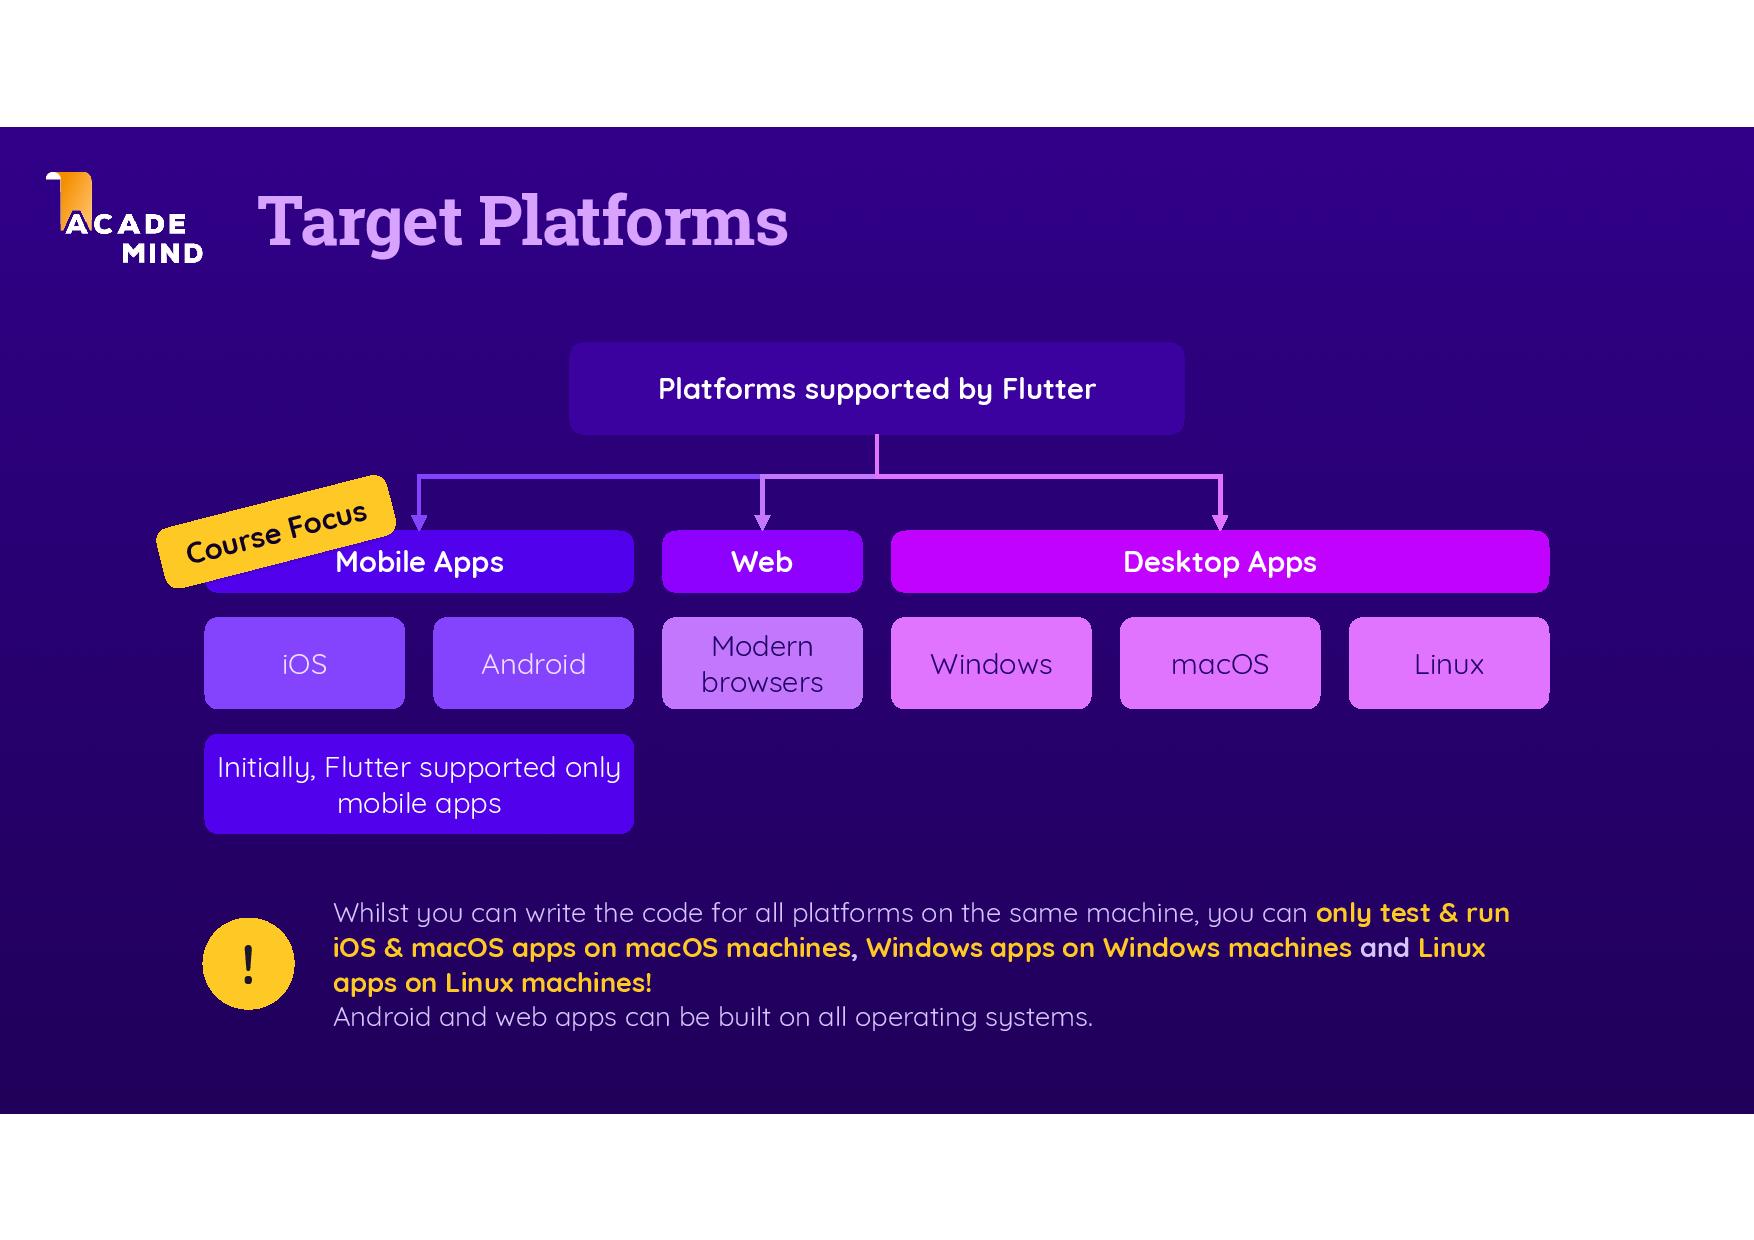 ACADE
MIND
Target Platforms
Platforms supported by Flutter
Course Focus
Mobile Apps
Web
Desktop Apps
iOS
Android
Modern
browsers
Windows
macOS
Linux
Initially, Flutter supported only
mobile apps
!
Whilst you can write the code for all platforms on the same machine, you can only test & run
iOS & macOS apps on macOS machines, Windows apps on Windows machines and Linux
apps on Linux machines!
Android and web apps can be built on all operating systems.